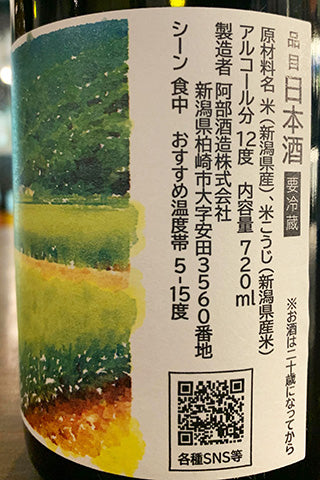 品目 日本酒 要冷蔵
※お酒は二十歳になってから
原材料名 米（新潟県産）、米こうじ（新潟県産米）
アルコール分 12度 内容量 720ml
製造者 阿部酒造株式会社
新潟県柏崎市大字安田3560番地
シーン 食中 おすすめ温度帯 5-15度
各種SNS等